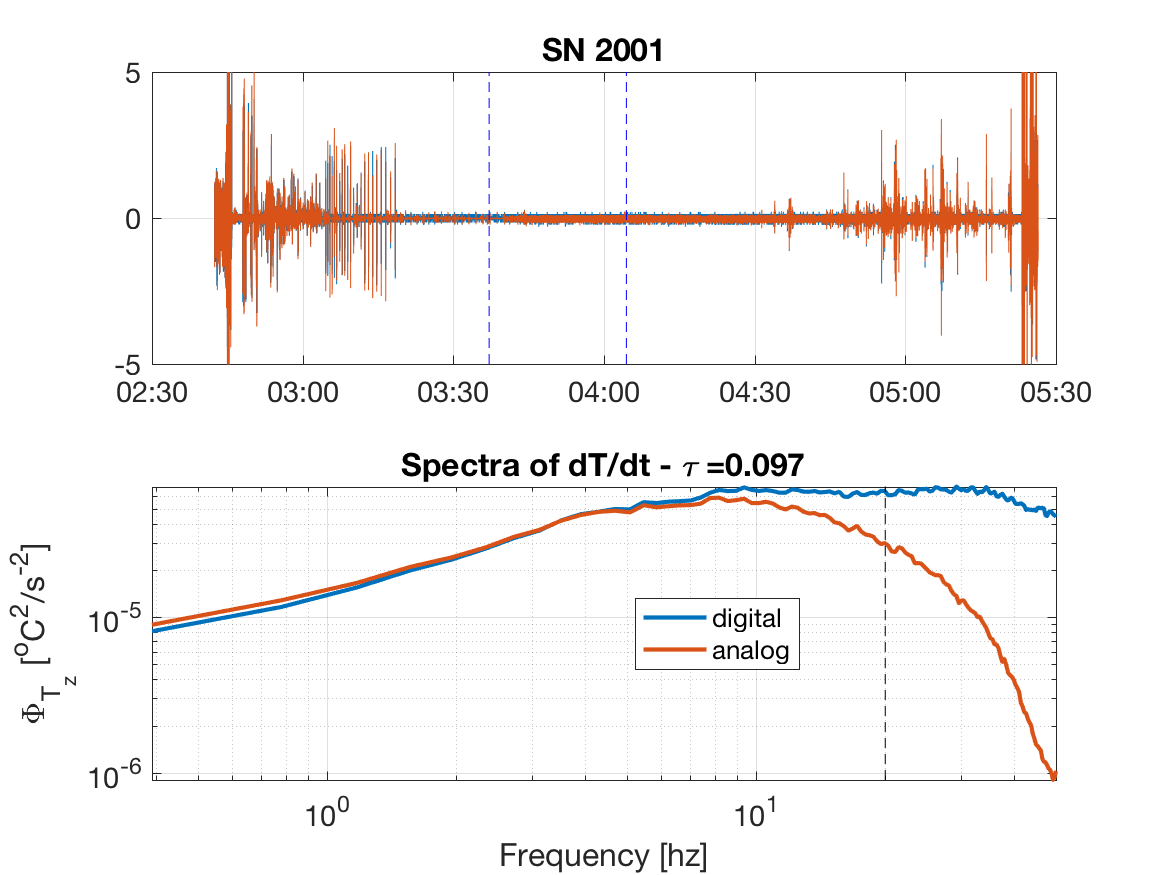 SN 2001
5
0
-5
02:30 03:00 03:30 04:00 04:30 05:00 05:30
Spectra of dT/dt - τ =0.097
Φ_{T_z} [°C²/s⁻²]
10⁻⁵
10⁻⁶
digital
analog
10⁰ 10¹
Frequency [hz]